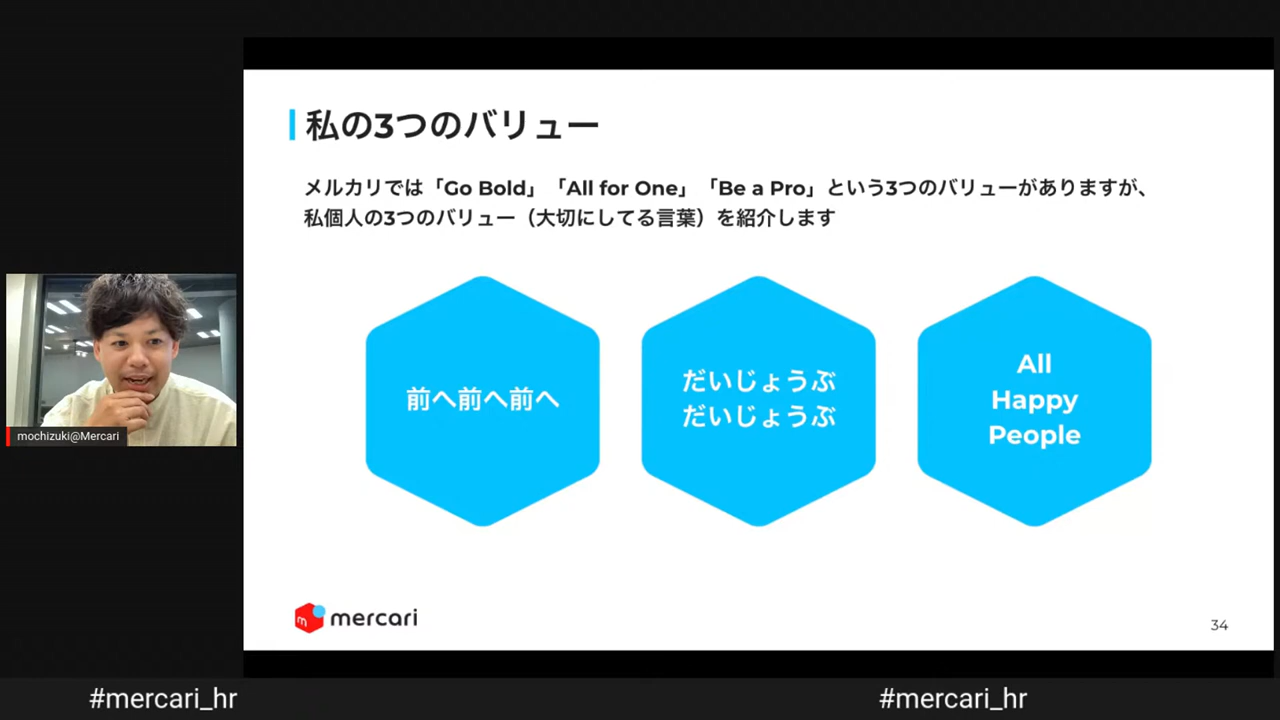 私の3つのバリュー
メルカリでは「Go Bold」「All for One」「Be a Pro」という3つのバリューがありますが、
私個人の3つのバリュー（大切にしてる言葉）を紹介します
前へ前へ前へ
だいじょうぶ
だいじょうぶ
All
Happy
People
mochizuki@Mercari
m
mercari
34
#mercari_hr
#mercari_hr